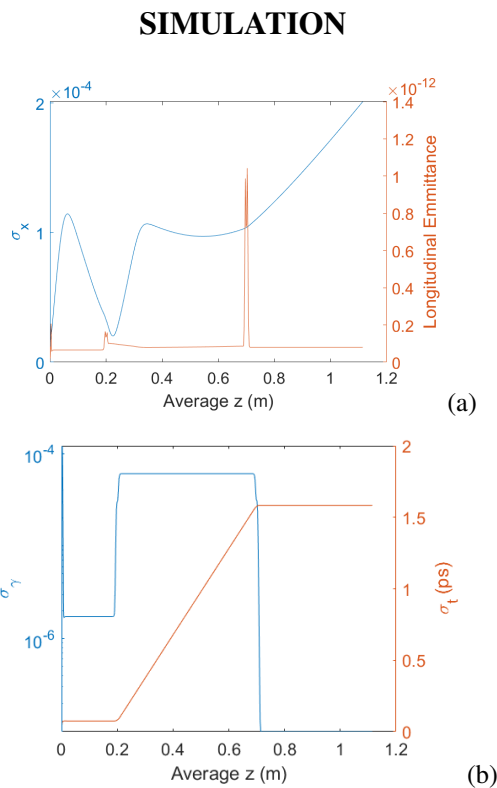 SIMULATION
×10⁻⁴
×10⁻¹²
2
1
0
σₓ
1.4
1.2
1
0.8
0.6
0.4
0.2
0
Longitudinal Emmittance
0 0.2 0.4 0.6 0.8 1 1.2
Average z (m)
(a)
10⁻⁴
10⁻⁶
σ_γ
2
1.5
1
0.5
0
σ_t (ps)
0 0.2 0.4 0.6 0.8 1 1.2
Average z (m)
(b)